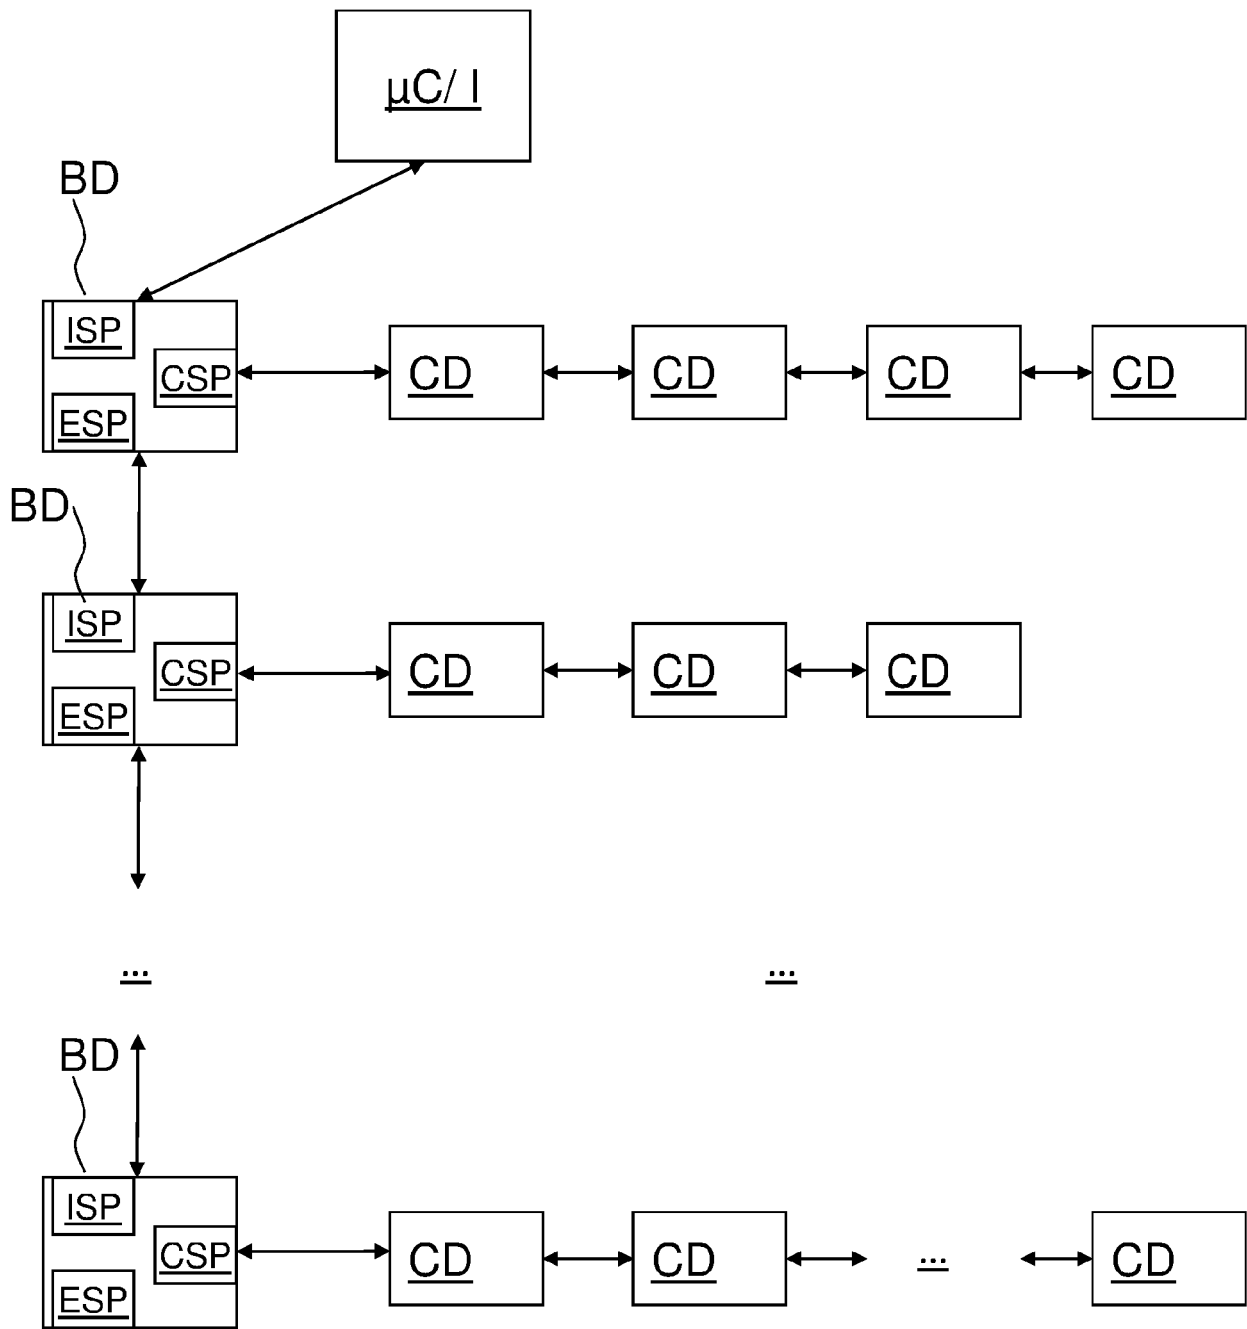 µC/ I
BD
ISP
CSP
ESP
CD CD CD CD
BD
ISP
CSP
ESP
CD CD CD
... ...
BD
ISP
CSP
ESP
CD CD ... CD